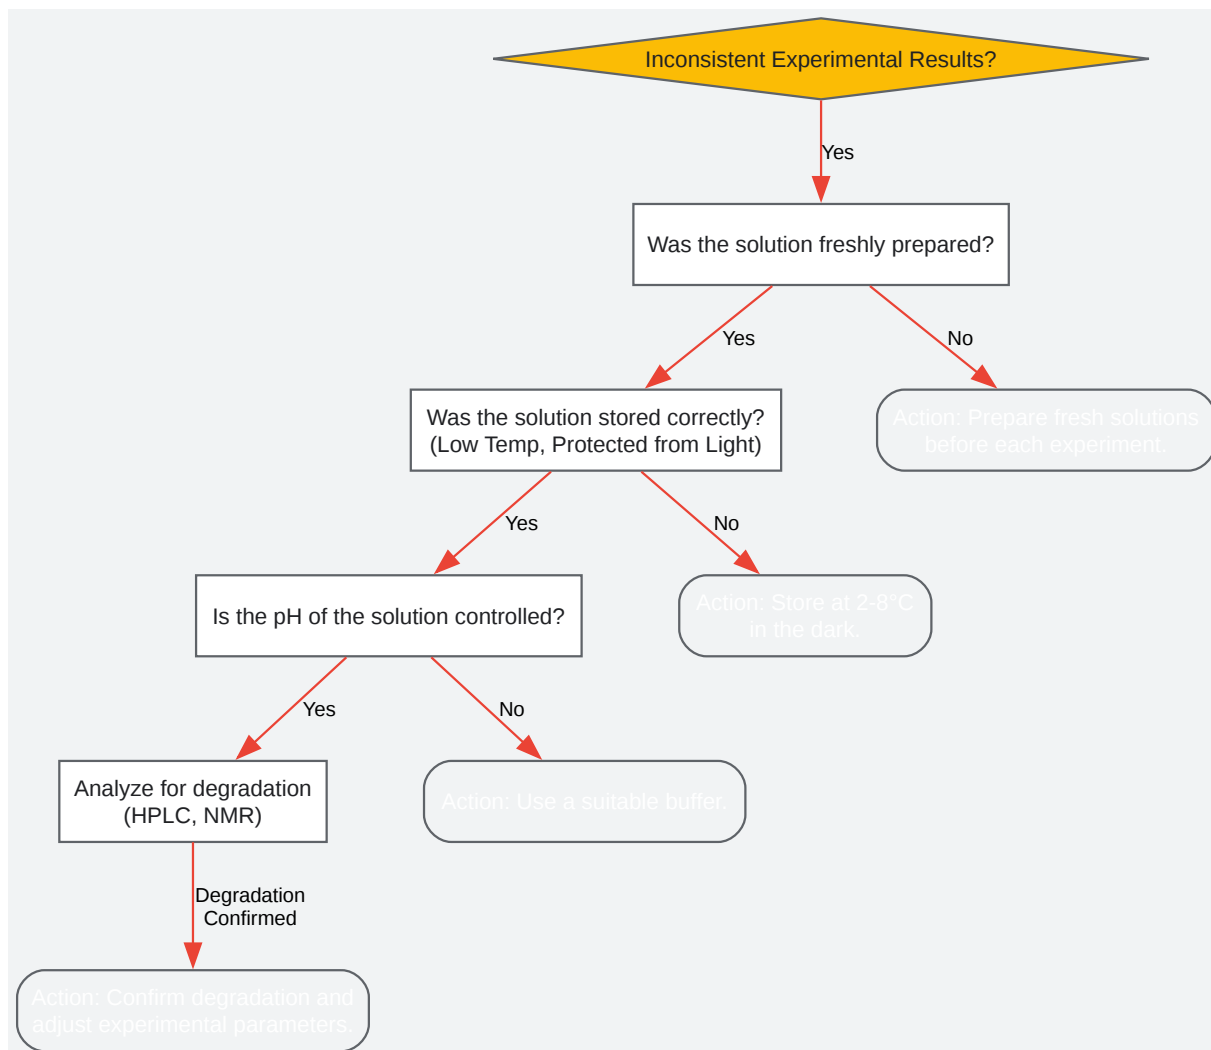 Inconsistent Experimental Results?
Yes
Was the solution freshly prepared?
Yes
No
Was the solution stored correctly?
(Low Temp, Protected from Light)
Action: Prepare fresh solutions
before each experiment.
Yes
No
Is the pH of the solution controlled?
Action: Store at 2-8°C
in the dark.
Yes
No
Analyze for degradation
(HPLC, NMR)
Action: Use a suitable buffer.
Degradation
Confirmed
Action: Confirm degradation and
adjust experimental parameters.